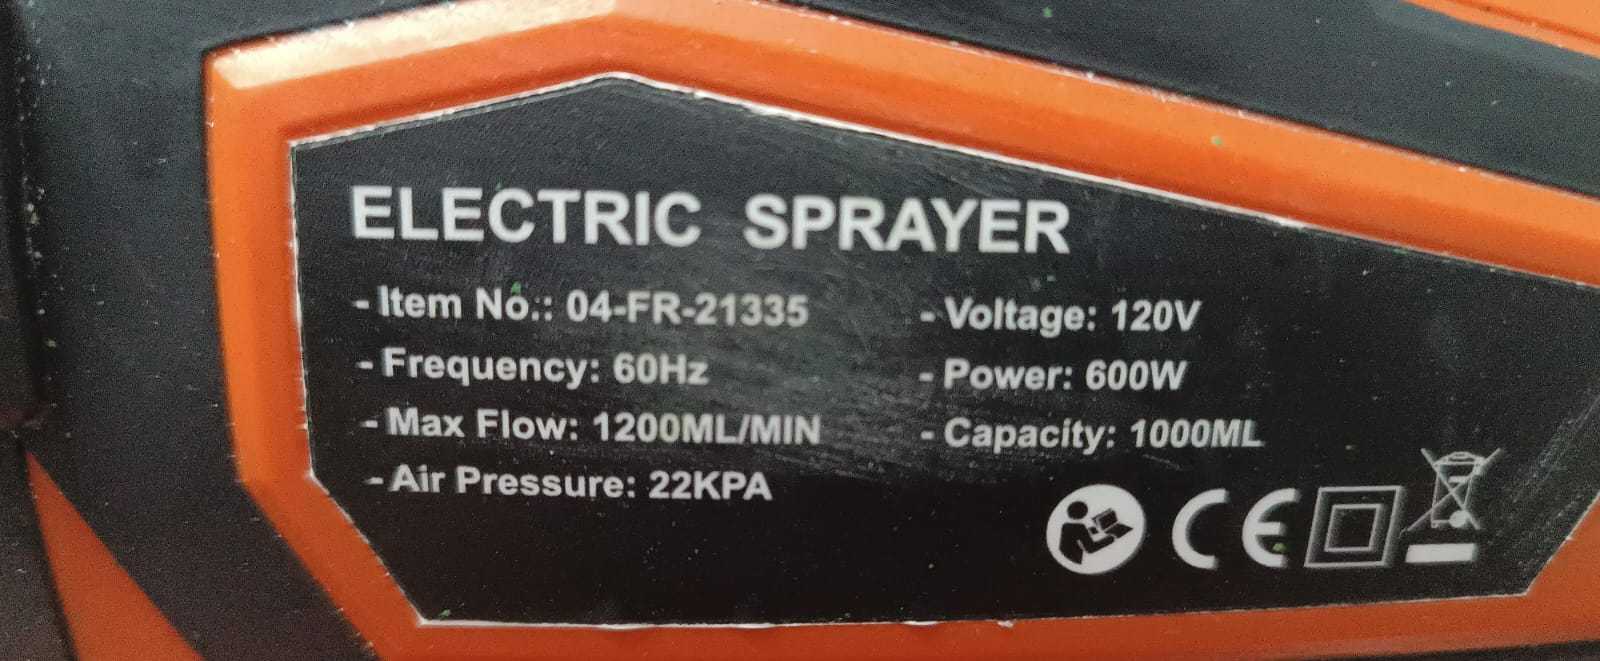 ELECTRIC SPRAYER
- Item No.: 04-FR-21335
- Voltage: 120V
- Frequency: 60Hz
- Power: 600W
- Max Flow: 1200ML/MIN
- Capacity: 1000ML
- Air Pressure: 22KPA
CE